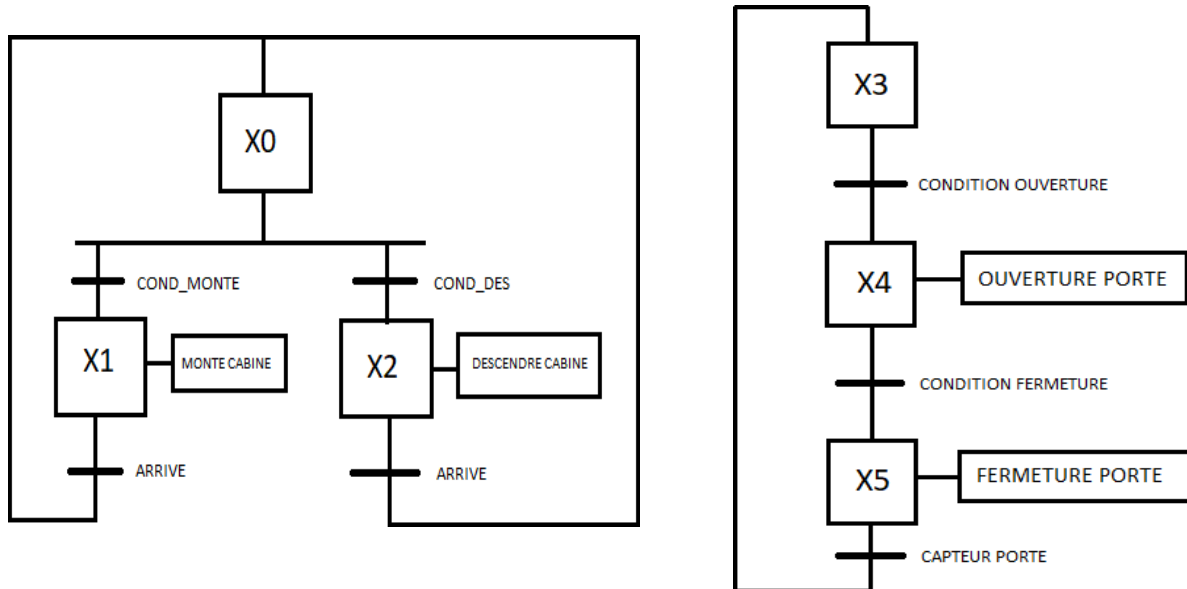 X0
COND_MONTE
COND_DES
X1
MONTE CABINE
X2
DESCENDRE CABINE
ARRIVE
ARRIVE
X3
CONDITION OUVERTURE
X4
OUVERTURE PORTE
CONDITION FERMETURE
X5
FERMETURE PORTE
CAPTEUR PORTE